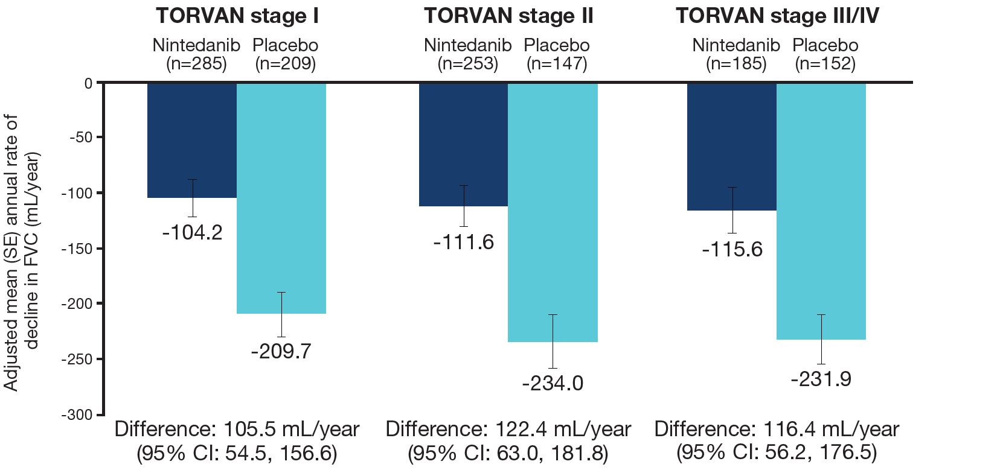 TORVAN stage I
TORVAN stage II
TORVAN stage III/IV
Nintedanib
(n=285)
Placebo
(n=209)
Nintedanib
(n=253)
Placebo
(n=147)
Nintedanib
(n=185)
Placebo
(n=152)
Adjusted mean (SE) annual rate of
decline in FVC (mL/year)
0
-50
-100
-150
-200
-250
-300
-104.2
-209.7
-111.6
-234.0
-115.6
-231.9
Difference: 105.5 mL/year
(95% CI: 54.5, 156.6)
Difference: 122.4 mL/year
(95% CI: 63.0, 181.8)
Difference: 116.4 mL/year
(95% CI: 56.2, 176.5)